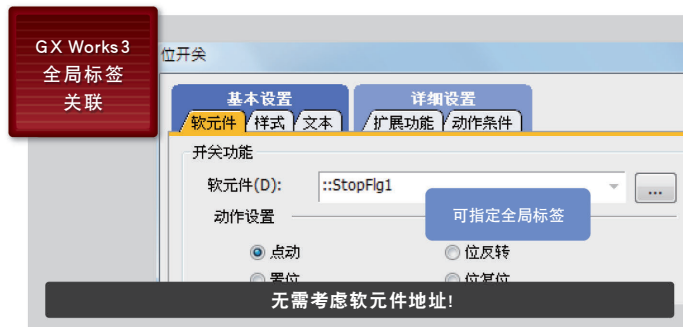 GX Works3
全局标签
关联
位开关
基本设置
详细设置
软元件
样式
文本
扩展功能
动作条件
开关功能
软元件(D):
::StopFlg1
...
可指定全局标签
动作设置
点动
位反转
置位
位复位
无需考虑软元件地址!